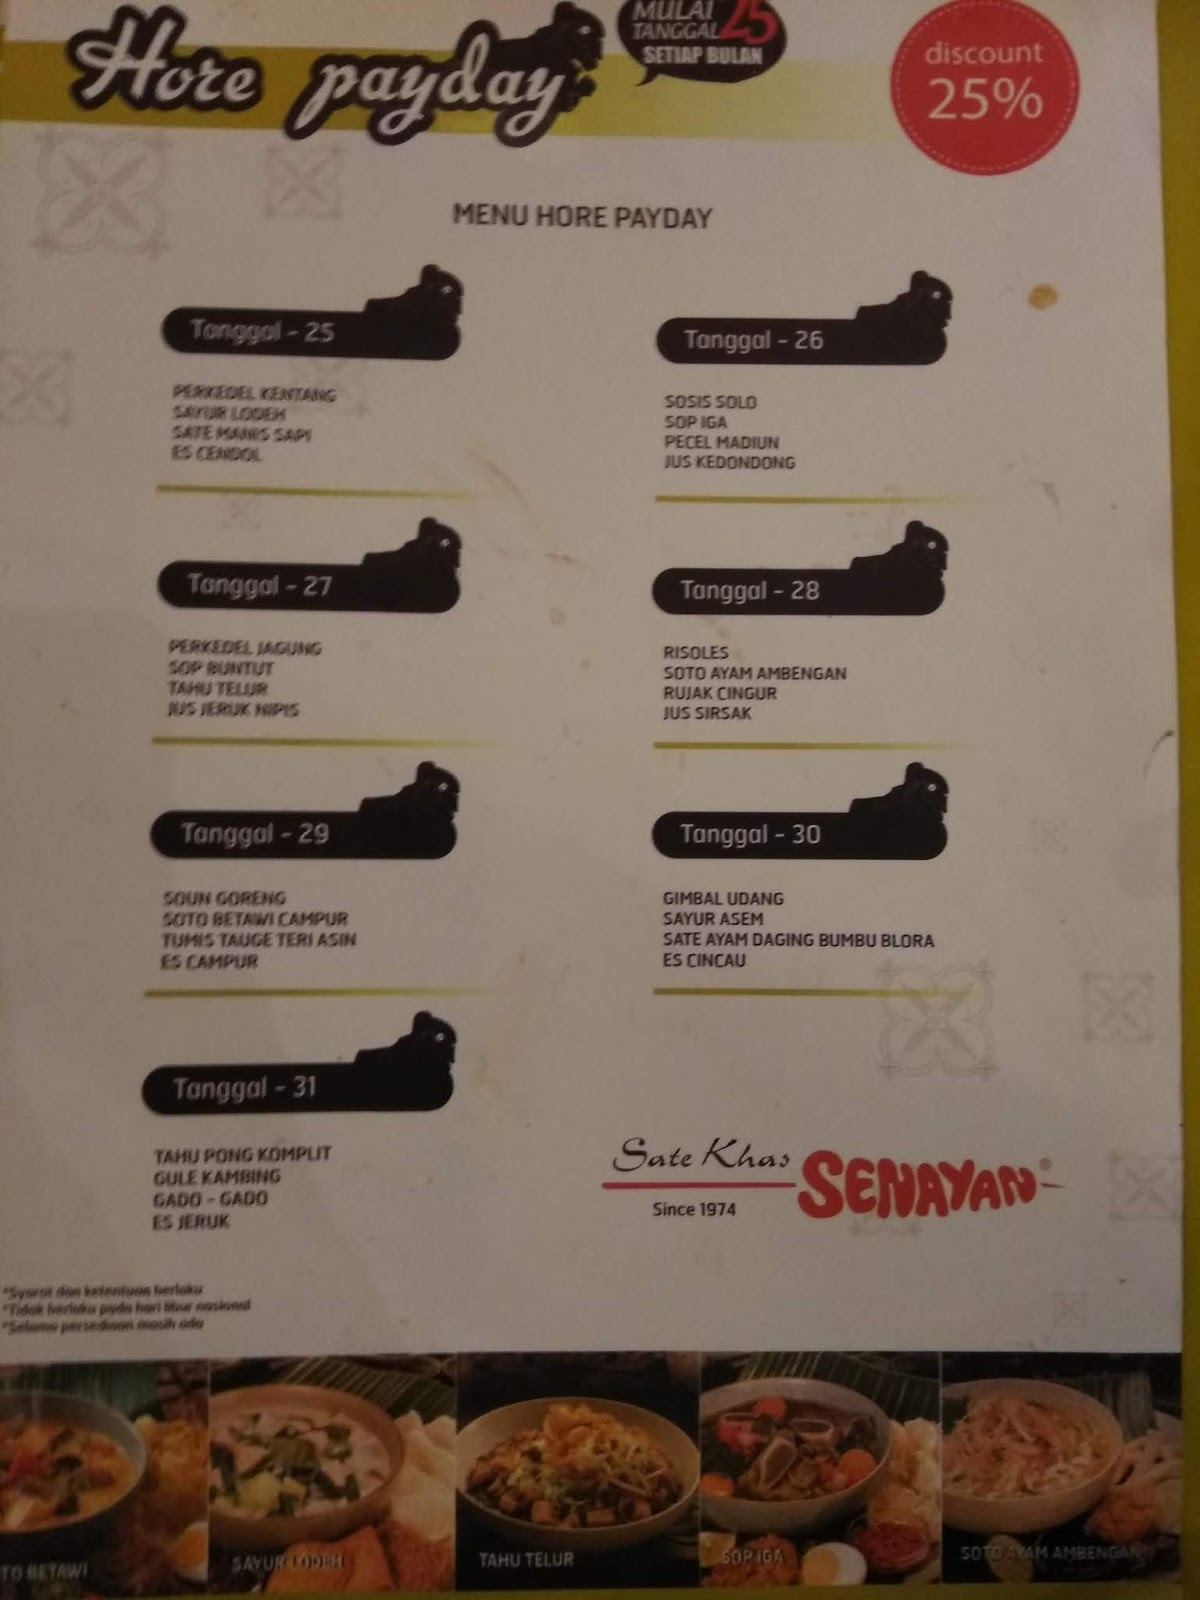 Hore payday
MULAI
TANGGAL 25
SETIAP BULAN
discount
25%
MENU HORE PAYDAY
Tanggal - 25
PERKEDEL KENTANG
SAYUR LODEH
SATE MANIS SAPI
ES CENDOL
Tanggal - 26
SOSIS SOLO
SOP IGA
PECEL MADIUN
JUS KEDONDONG
Tanggal - 27
PERKEDEL JAGUNG
SOP BUNTUT
TAHU TELUR
JUS JERUK NIPIS
Tanggal - 28
RISOLES
SOTO AYAM AMBENGAN
RUJAK CINGUR
JUS SIRSAK
Tanggal - 29
SOUN GORENG
SOTO BETAWI CAMPUR
TUMIS TAUGE TERI ASIN
ES CAMPUR
Tanggal - 30
GIMBAL UDANG
SAYUR ASEM
SATE AYAM DAGING BUMBU BLORA
ES CINCAU
Tanggal - 31
TAHU PONG KOMPLIT
GULE KAMBING
GADO - GADO
ES JERUK
Sate Khas SENAYAN®
Since 1974
*Syarat dan ketentuan berlaku
*Tidak berlaku pada hari libur nasional
*Selama persediaan masih ada
TO BETAWI
SAYUR LODEH
TAHU TELUR
SOP IGA
SOTO AYAM AMBENGAN